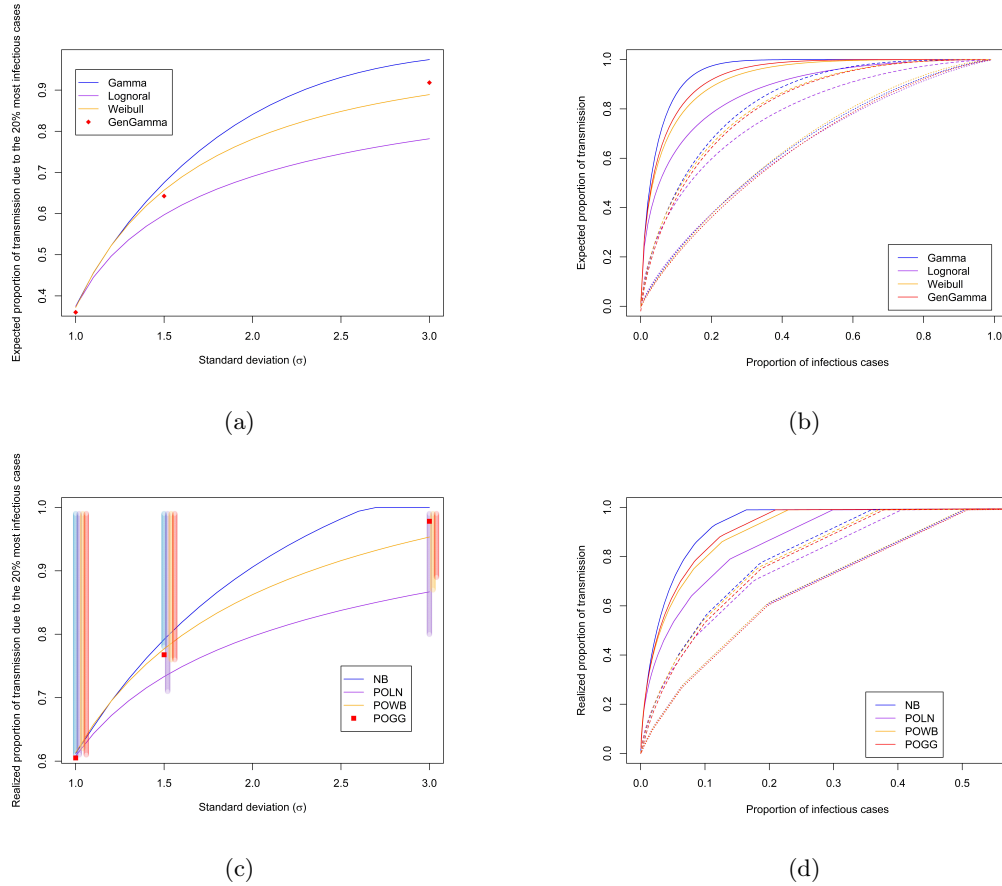 Expected proportion of transmission due to the 20% most infectious cases
0.4 0.5 0.6 0.7 0.8 0.9
Gamma
Lognoral
Weibull
GenGamma
1.0 1.5 2.0 2.5 3.0
Standard deviation (σ)
(a)
Expected proportion of transmission
0.0 0.2 0.4 0.6 0.8 1.0
Gamma
Lognoral
Weibull
GenGamma
0.0 0.2 0.4 0.6 0.8 1.0
Proportion of infectious cases
(b)
Realized proportion of transmission due to the 20% most infectious cases
0.6 0.7 0.8 0.9 1.0
NB
POLN
POWB
POGG
1.0 1.5 2.0 2.5 3.0
Standard deviation (σ)
(c)
Realized proportion of transmission
0.0 0.2 0.4 0.6 0.8 1.0
NB
POLN
POWB
POGG
0.0 0.1 0.2 0.3 0.4 0.5
Proportion of infectious cases
(d)